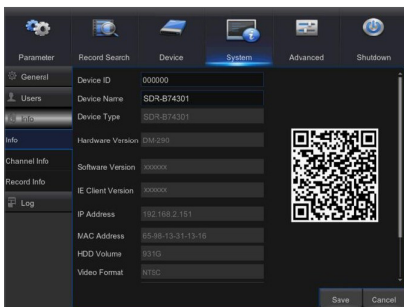 Parameter
Record Search
Device
System
Advanced
Shutdown
General
Users
Info
Info
Channel Info
Record Info
Log
Device ID 000000
Device Name SDR-B74301
Device Type SDR-B74301
Hardware Version DM-290
Software Version xxxxxx
IE Client Version xxxxxx
IP Address 192.168.2.151
MAC Address 65-98-13-31-13-16
HDD Volume 931G
Video Format NTSC
Save Cancel